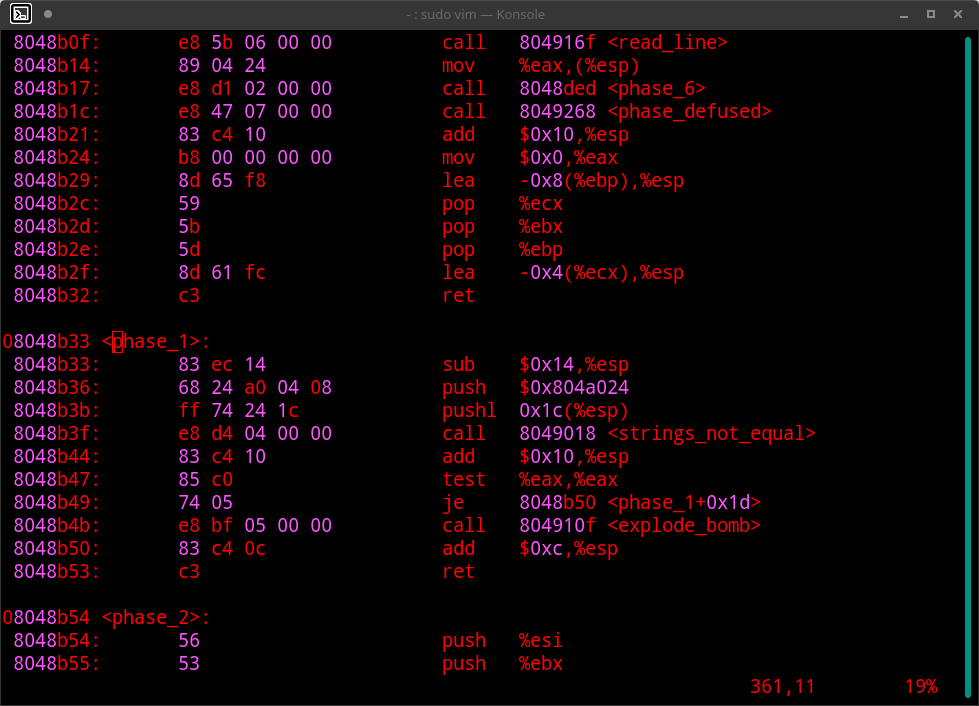 - : sudo vim — Konsole
8048b0f: e8 5b 06 00 00 call 804916f <read_line>
8048b14: 89 04 24 mov %eax,(%esp)
8048b17: e8 d1 02 00 00 call 8048ded <phase_6>
8048b1c: e8 47 07 00 00 call 8049268 <phase_defused>
8048b21: 83 c4 10 add $0x10,%esp
8048b24: b8 00 00 00 00 mov $0x0,%eax
8048b29: 8d 65 f8 lea -0x8(%ebp),%esp
8048b2c: 59 pop %ecx
8048b2d: 5b pop %ebx
8048b2e: 5d pop %ebp
8048b2f: 8d 61 fc lea -0x4(%ecx),%esp
8048b32: c3 ret
08048b33 <phase_1>:
8048b33: 83 ec 14 sub $0x14,%esp
8048b36: 68 24 a0 04 08 push $0x804a024
8048b3b: ff 74 24 1c pushl 0x1c(%esp)
8048b3f: e8 d4 04 00 00 call 8049018 <strings_not_equal>
8048b44: 83 c4 10 add $0x10,%esp
8048b47: 85 c0 test %eax,%eax
8048b49: 74 05 je 8048b50 <phase_1+0x1d>
8048b4b: e8 bf 05 00 00 call 804910f <explode_bomb>
8048b50: 83 c4 0c add $0xc,%esp
8048b53: c3 ret
08048b54 <phase_2>:
8048b54: 56 push %esi
8048b55: 53 push %ebx
361,11 19%